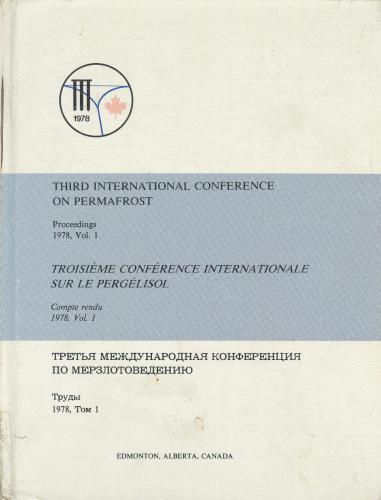 III
1978
THIRD INTERNATIONAL CONFERENCE
ON PERMAFROST
Proceedings
1978, Vol. 1
TROISIÈME CONFÉRENCE INTERNATIONALE
SUR LE PERGÉLISOL
Compte rendu
1978, Vol. 1
ТРЕТЬЯ МЕЖДУНАРОДНАЯ КОНФЕРЕНЦИЯ
ПО МЕРЗЛОТОВЕДЕНИЮ
Труды
1978, Том 1
EDMONTON, ALBERTA, CANADA